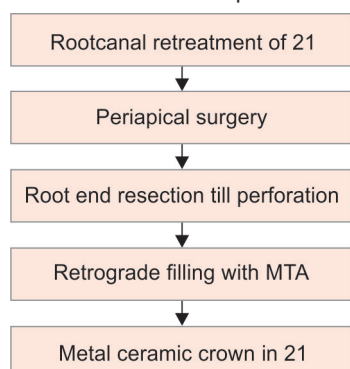 Rootcanal retreatment of 21
Periapical surgery
Root end resection till perforation
Retrograde filling with MTA
Metal ceramic crown in 21